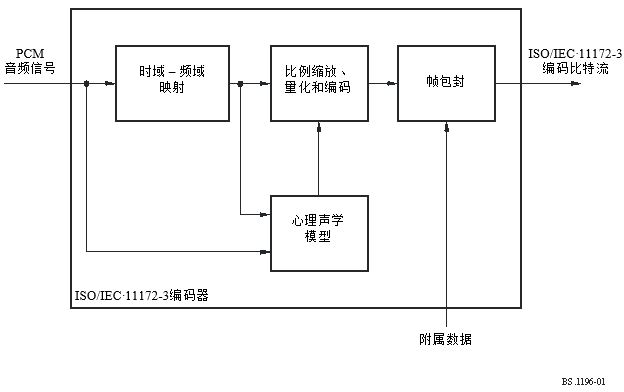 PCM
音频信号
时域 – 频域
映射
比例缩放、
量化和编码
帧包封
ISO/IEC·11172-3
编码比特流
心理声学
模型
ISO/IEC·11172-3编码器
附属数据
BS.1196-01